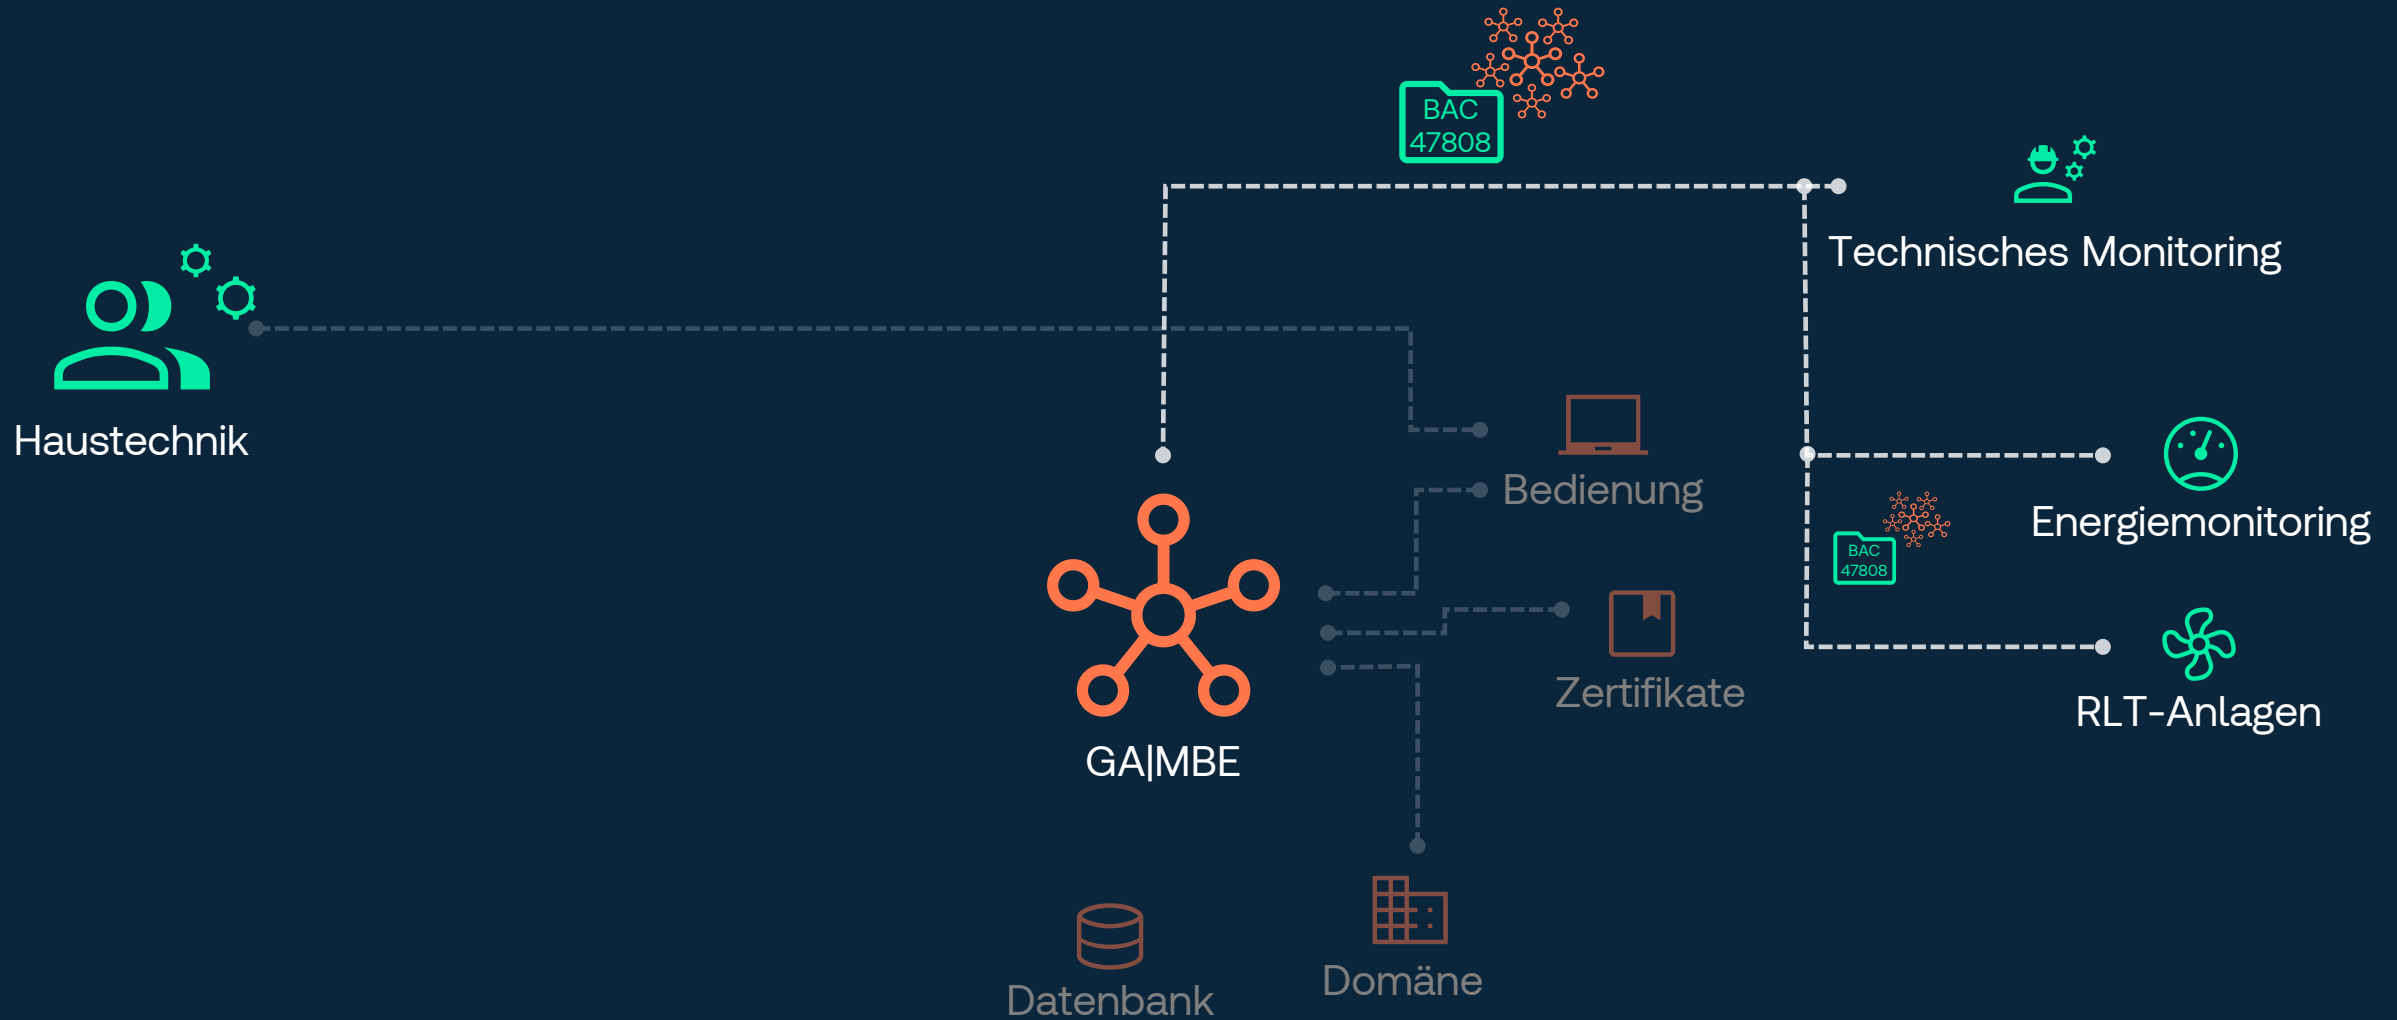 BAC
47808
Technisches Monitoring
Haustechnik
Bedienung
Energiemonitoring
BAC
47808
Zertifikate
RLT-Anlagen
GA|MBE
Domäne
Datenbank